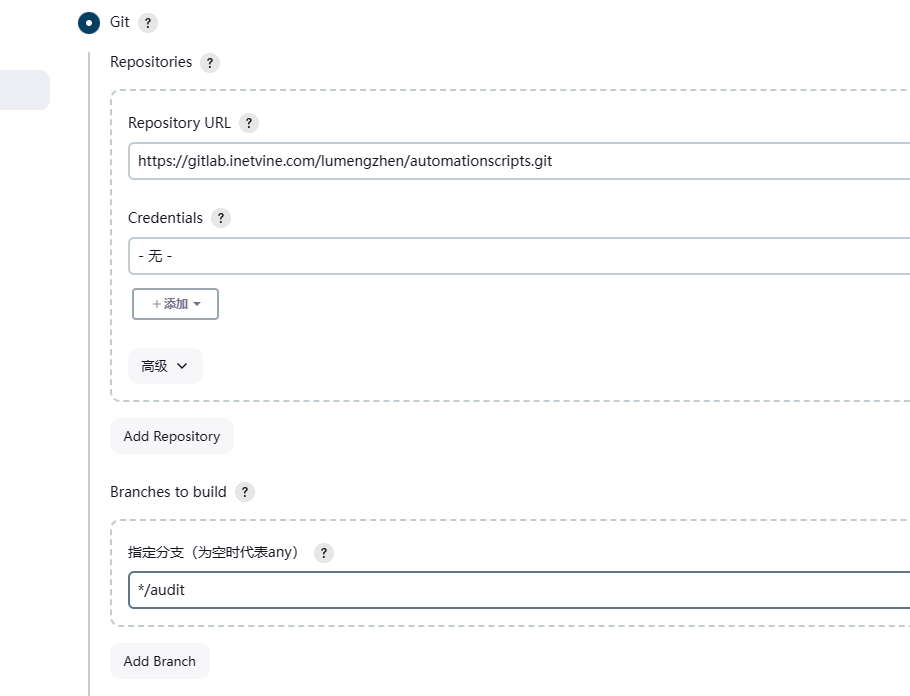 Git ?
Repositories ?
Repository URL ?
https://gitlab.inetvine.com/lumengzhen/automationscripts.git
Credentials ?
- 无 -
+ 添加
高级
Add Repository
Branches to build ?
指定分支（为空时代表any） ?
*/audit
Add Branch